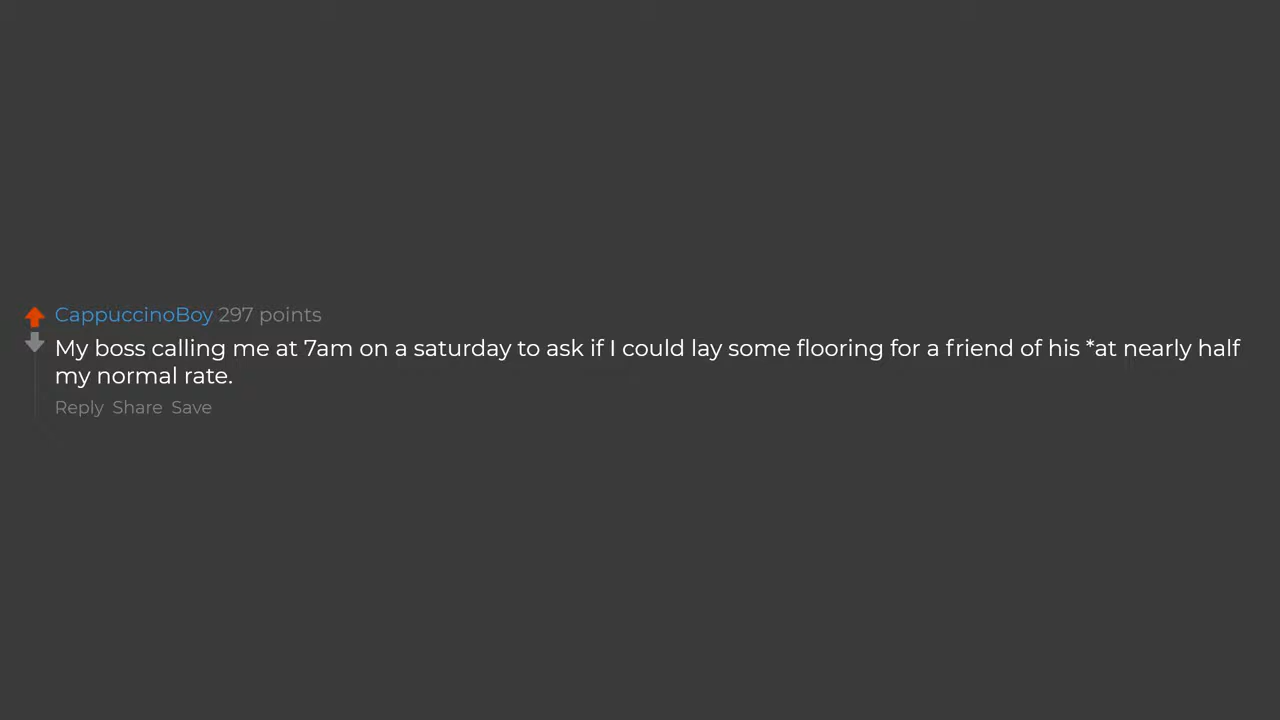 CappuccinoBoy 297 points
My boss calling me at 7am on a saturday to ask if I could lay some flooring for a friend of his *at nearly half
my normal rate.
Reply Share Save